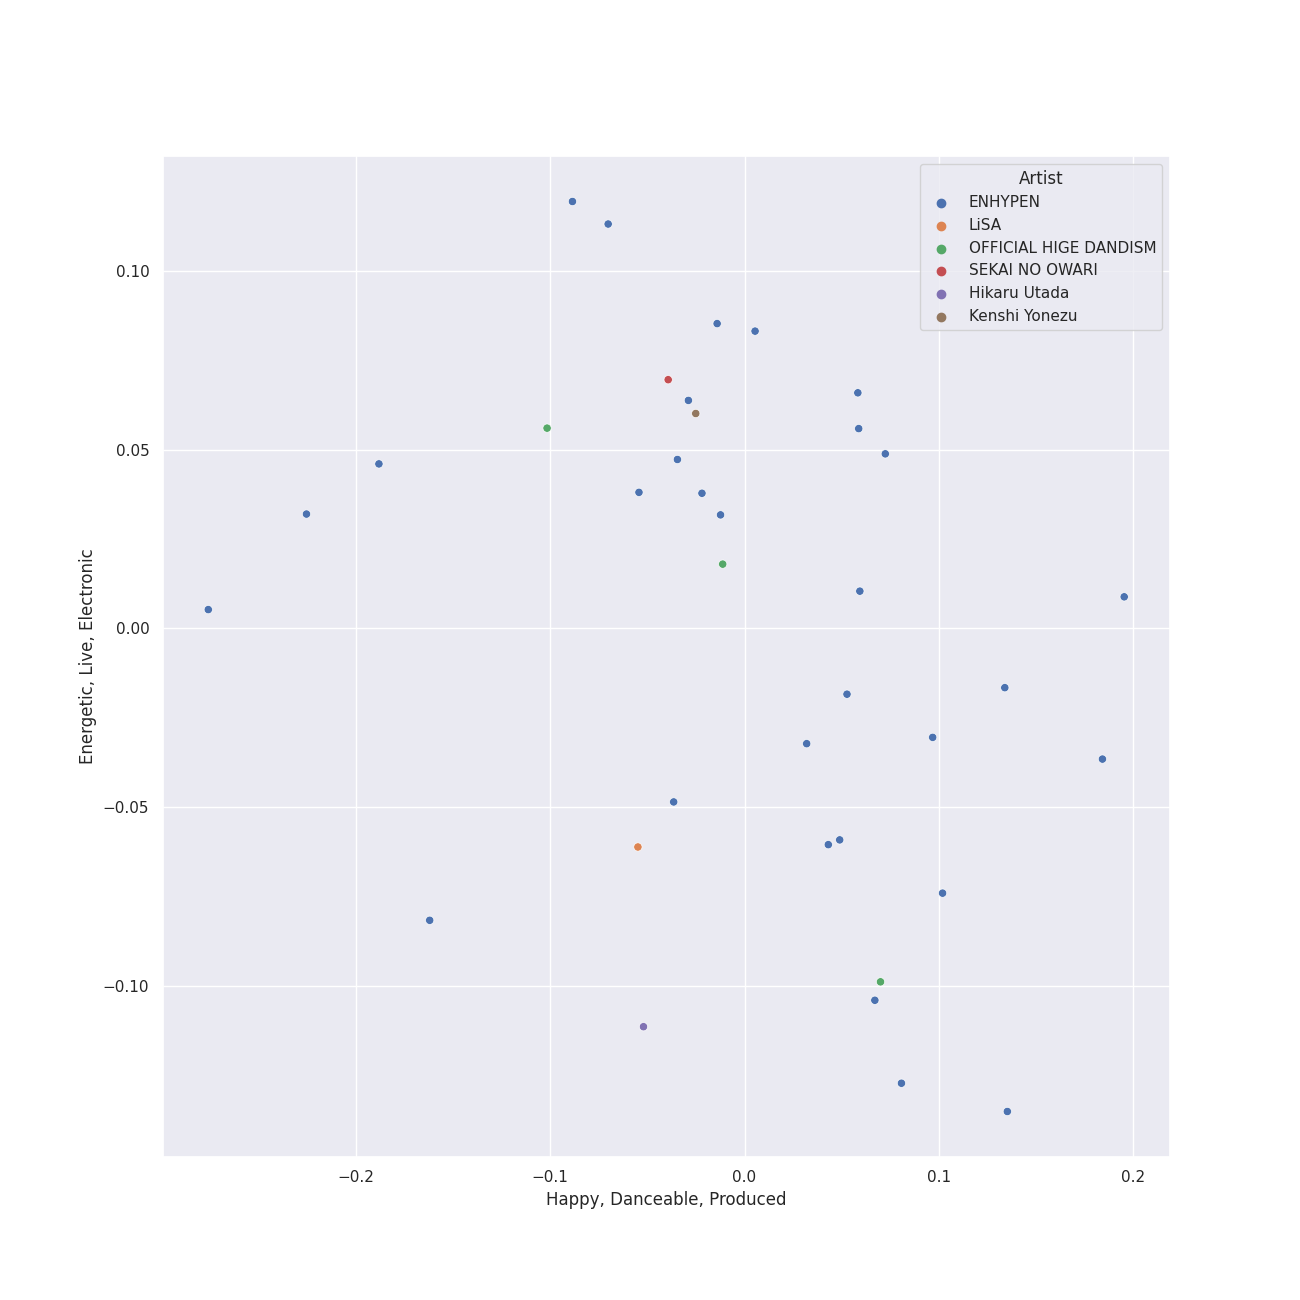 Artist
ENHYPEN
LiSA
OFFICIAL HIGE DANDISM
SEKAI NO OWARI
Hikaru Utada
Kenshi Yonezu
0.10
0.05
0.00
−0.05
−0.10
Energetic, Live, Electronic
−0.2
−0.1
0.0
0.1
0.2
Happy, Danceable, Produced